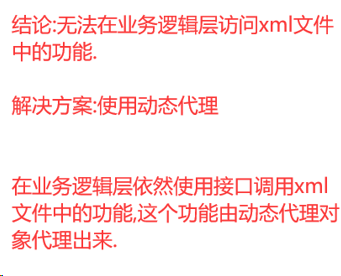 结论:无法在业务逻辑层访问xml文件
中的功能.
解决方案:使用动态代理
在业务逻辑层依然使用接口调用xml
文件中的功能,这个功能由动态代理对
象代理出来.